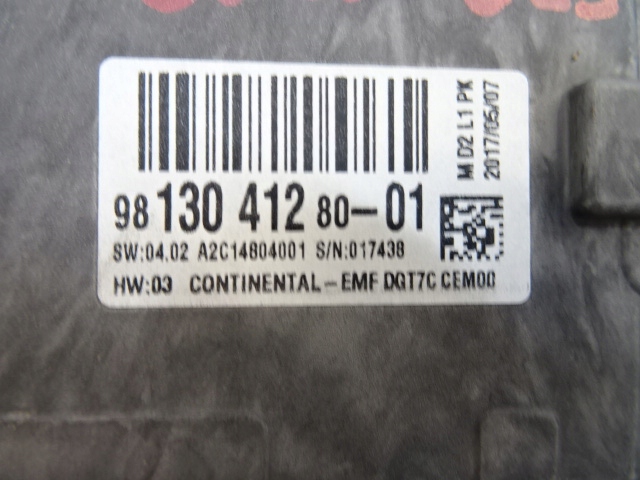 98 130 412 80-01
SW:04.02 A2C14804001 S/N:017438
HW:03 CONTINENTAL-EMF DGT7C CEM00
M D2 L1 PK
2017/05/07